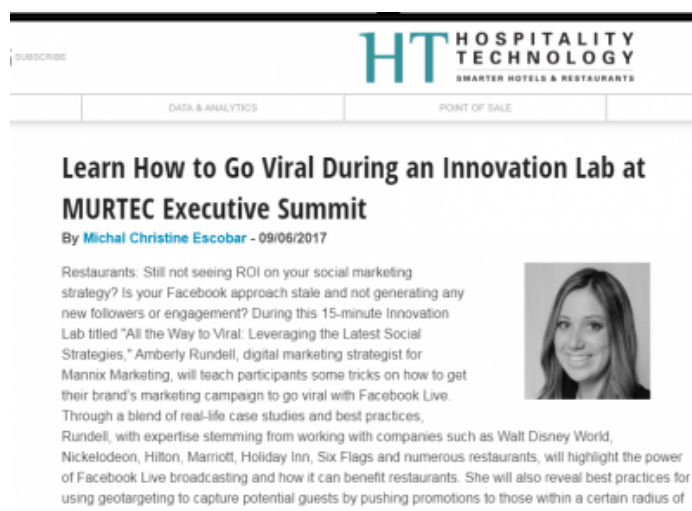 SUBSCRIBE
HT HOSPITALITY
TECHNOLOGY
SMARTER HOTELS & RESTAURANTS
DATA & ANALYTICS
POINT OF SALE
Learn How to Go Viral During an Innovation Lab at
MURTEC Executive Summit
By Michal Christine Escobar - 09/06/2017
Restaurants: Still not seeing ROI on your social marketing
strategy? Is your Facebook approach stale and not generating any
new followers or engagement? During this 15-minute Innovation
Lab titled "All the Way to Viral: Leveraging the Latest Social
Strategies," Amberly Rundell, digital marketing strategist for
Mannix Marketing, will teach participants some tricks on how to get
their brand's marketing campaign to go viral with Facebook Live.
Through a blend of real-life case studies and best practices,
Rundell, with expertise stemming from working with companies such as Walt Disney World,
Nickelodeon, Hilton, Marriott, Holiday Inn, Six Flags and numerous restaurants, will highlight the power
of Facebook Live broadcasting and how it can benefit restaurants. She will also reveal best practices for
using geotargeting to capture potential guests by pushing promotions to those within a certain radius of